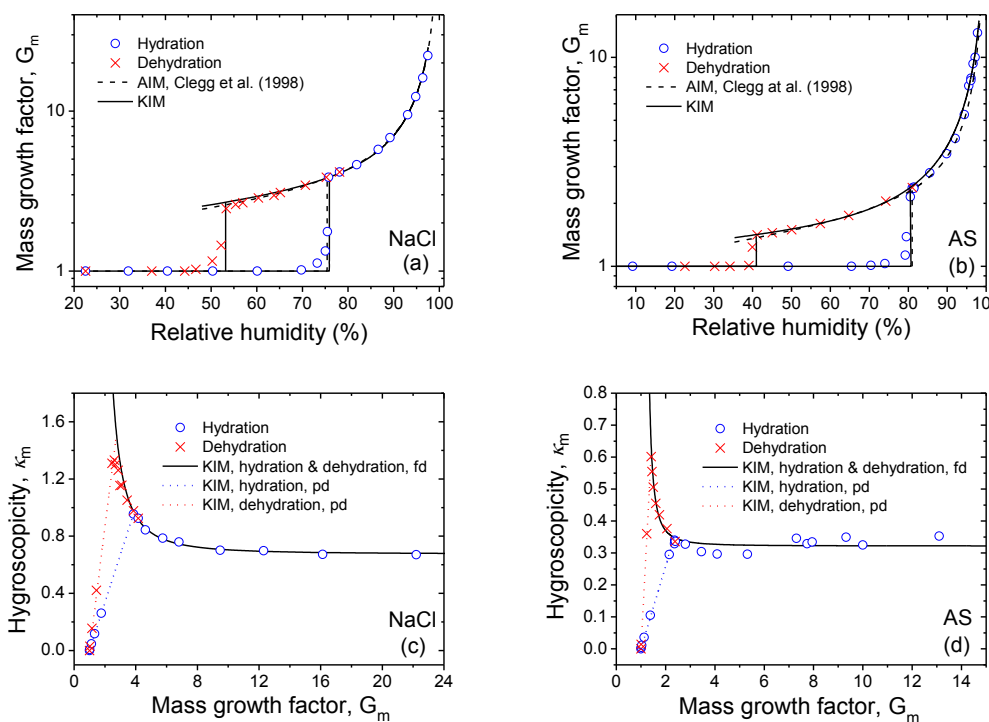 Mass growth factor, Gm
10
1
Hydration
Dehydration
AIM, Clegg et al. (1998)
KIM
NaCl
(a)
20 30 40 50 60 70 80 90 100
Relative humidity (%)
Mass growth factor, Gm
10
1
Hydration
Dehydration
AIM, Clegg at al. (1998)
KIM
AS
(b)
10 20 30 40 50 60 70 80 90 100
Relative humidity (%)
Hygroscopicity, κm
1.6
1.2
0.8
0.4
0.0
Hydration
Dehydration
KIM, hydration & dehydration, fd
KIM, hydration, pd
KIM, dehydration, pd
NaCl
(c)
0 4 8 12 16 20 24
Mass growth factor, Gm
Hygroscopicity, κm
0.8
0.7
0.6
0.5
0.4
0.3
0.2
0.1
0.0
Hydration
Dehydration
KIM, hydration & dehydration, fd
KIM, hydration, pd
KIM, dehydration, pd
AS
(d)
0 2 4 6 8 10 12 14
Mass growth factor, Gm